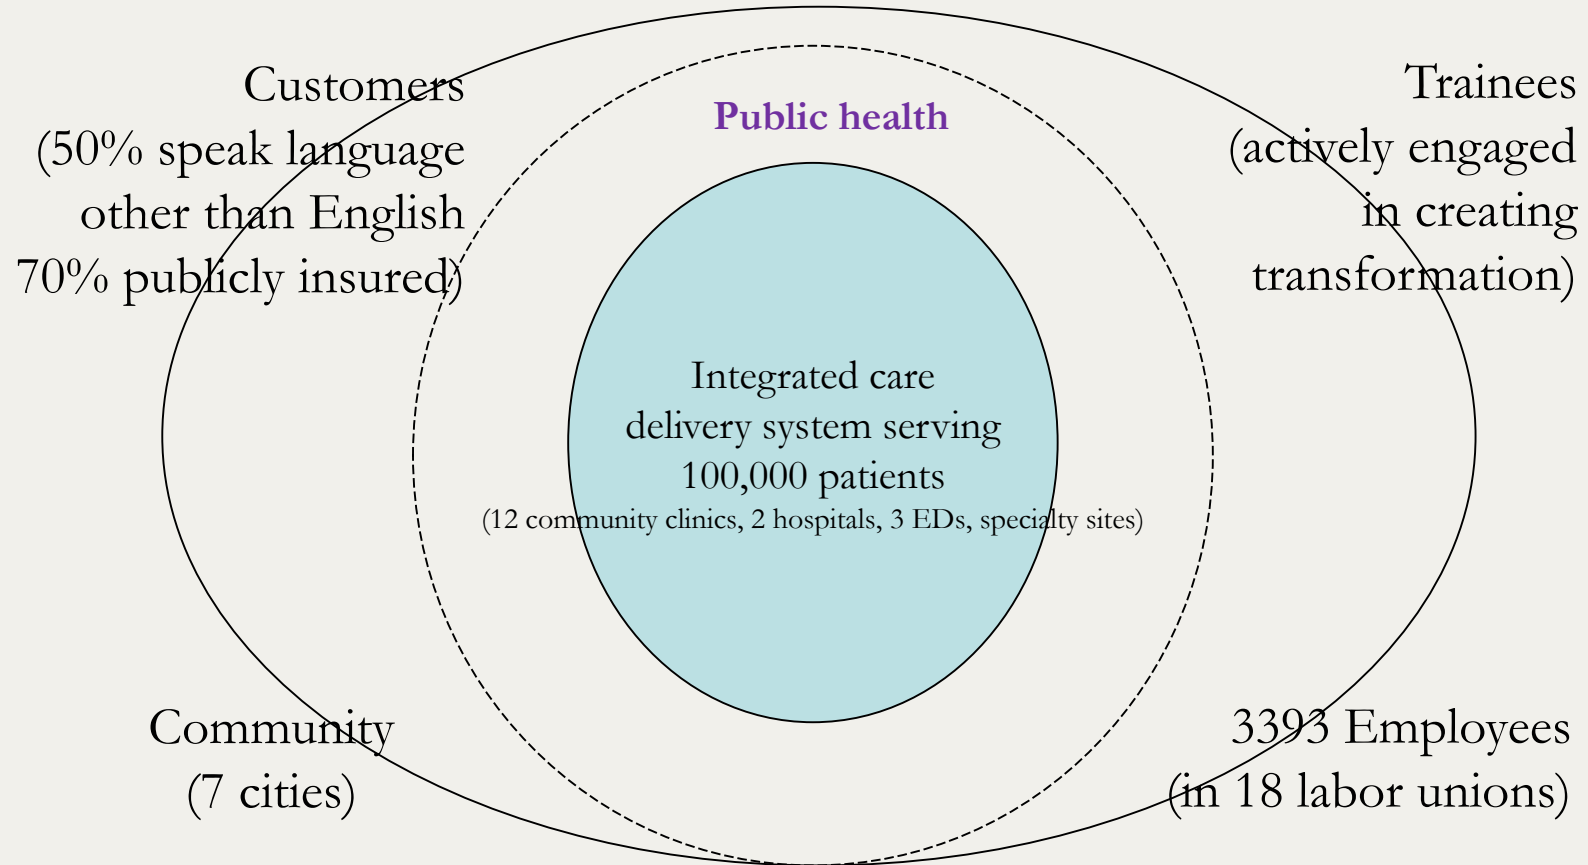 Customers
(50% speak language
other than English
70% publicly insured)
Public health
Trainees
(actively engaged
in creating
transformation)
Integrated care
delivery system serving
100,000 patients
(12 community clinics, 2 hospitals, 3 EDs, specialty sites)
Community
(7 cities)
3393 Employees
(in 18 labor unions)